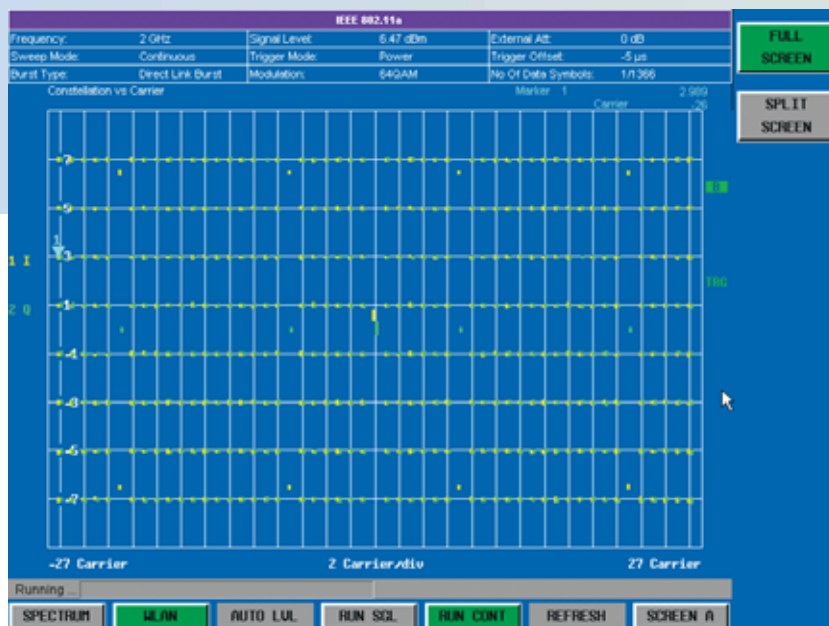 IEEE 802.11a
Frequency: 2 GHz Signal Level: 6.47 dBm External Att: 0 dB
Sweep Mode: Continuous Trigger Mode: Power Trigger Offset: -5 µs
Burst Type: Direct Link Burst Modulation: 64QAM No Of Data Symbols: 1/1366
Constellation vs Carrier Marker 1 2.989
Carrier -26
FULL
SCREEN
SPLIT
SCREEN
7
5
1
3
1 I
TRG
1
2 Q
-1
-3
-5
-7
-27 Carrier 2 Carrier/div 27 Carrier
Running ...
SPECTRUM WLAN AUTO LVL RUN SGL RUN CONT REFRESH SCREEN A